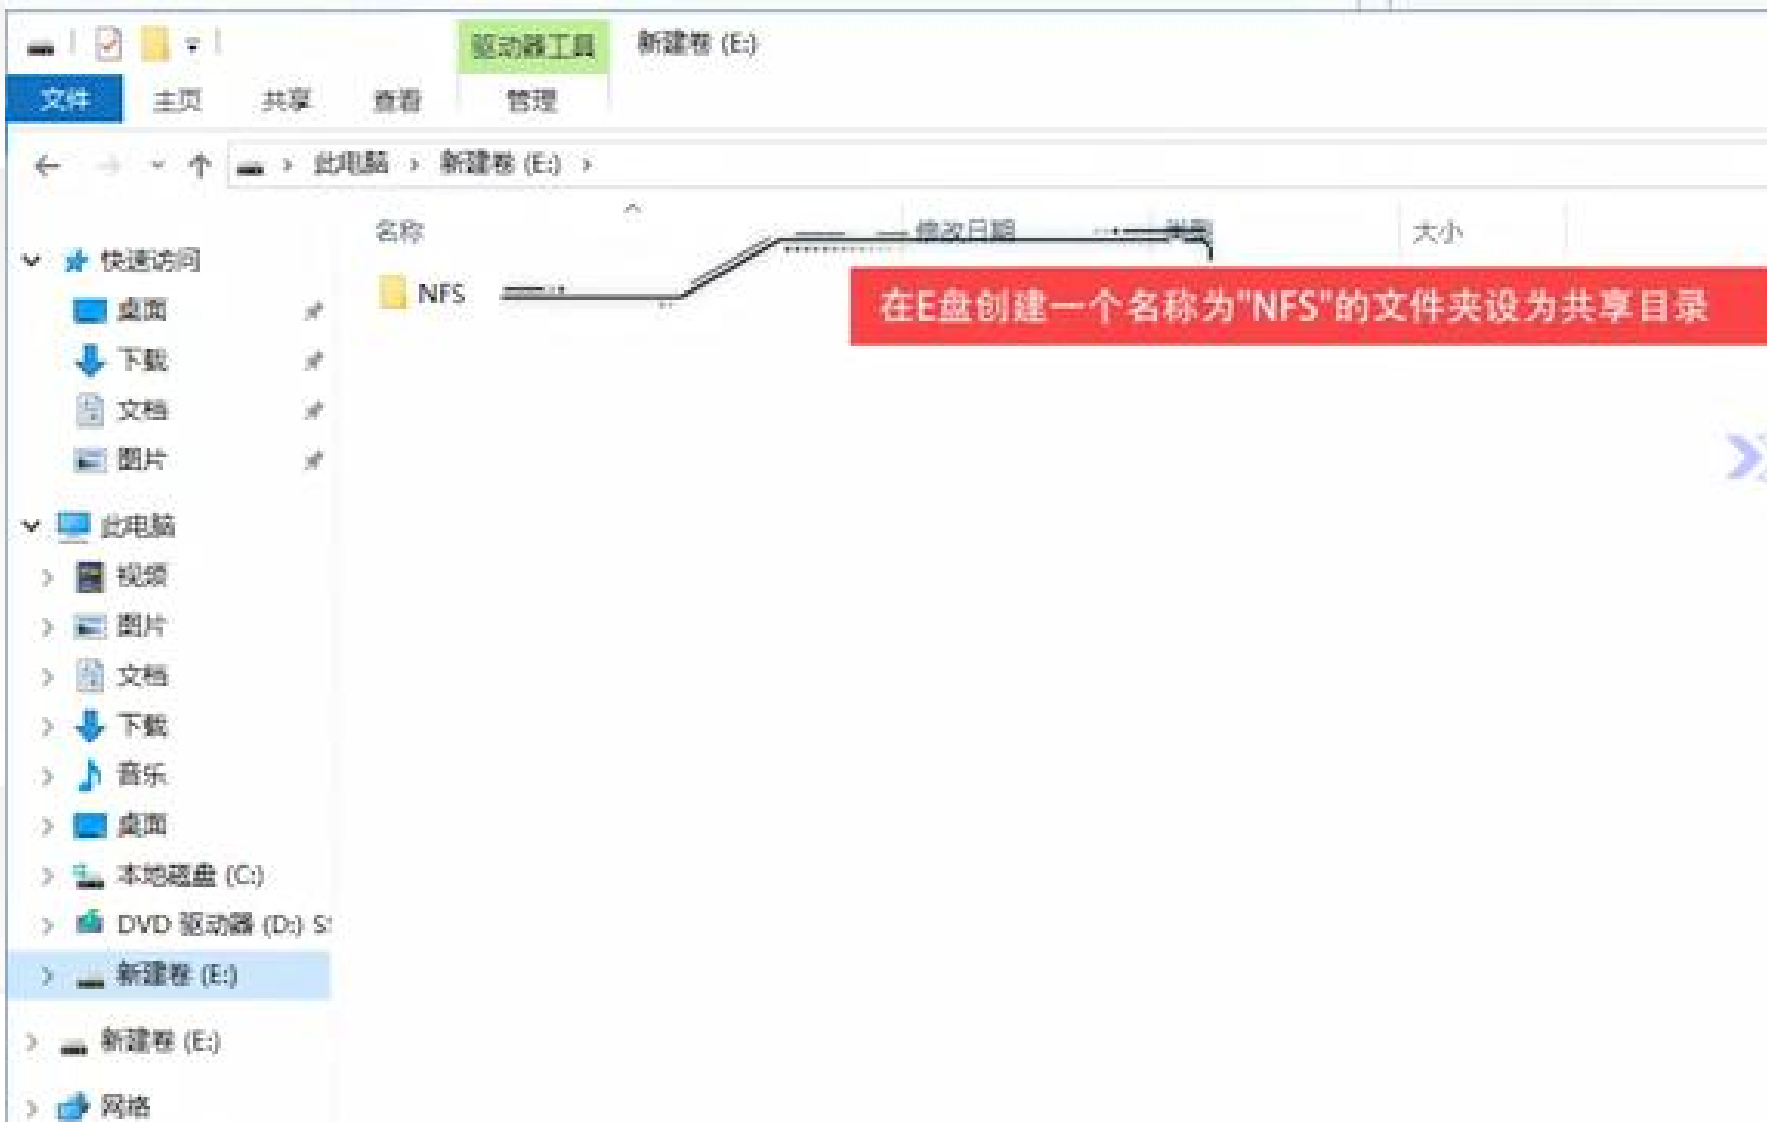 驱动器工具 新建卷 (E:)
文件 主页 共享 查看 管理
此电脑 › 新建卷 (E:) ›
名称 修改日期 类型 大小
快速访问
NFS
在E盘创建一个名称为"NFS"的文件夹设为共享目录
桌面
下载
文档
图片
此电脑
视频
图片
文档
下载
音乐
桌面
本地磁盘 (C:)
DVD 驱动器 (D:) S
新建卷 (E:)
新建卷 (E:)
网络